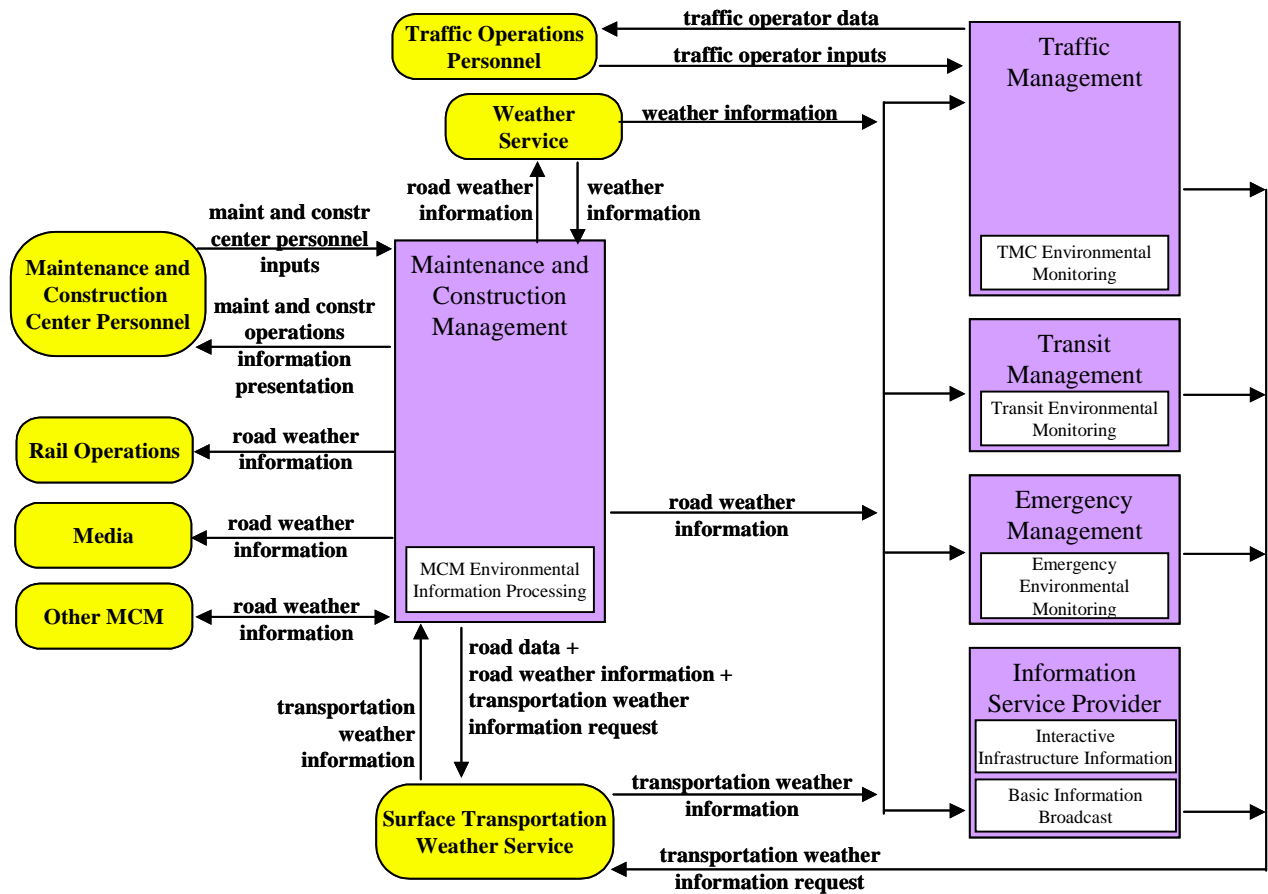 traffic operator data
Traffic Operations
Personnel
traffic operator inputs
Traffic
Management
TMC Environmental
Monitoring
Weather
Service
weather information
road weather
information
weather
information
maint and constr
center personnel
inputs
Maintenance and
Construction
Center Personnel
maint and constr
operations
information
presentation
Maintenance and
Construction
Management
MCM Environmental
Information Processing
Transit
Management
Transit Environmental
Monitoring
Rail Operations
road weather
information
Media
road weather
information
Other MCM
road weather
information
road weather
information
Emergency
Management
Emergency
Environmental
Monitoring
transportation
weather
information
road data +
road weather information +
transportation weather
information request
Information
Service Provider
Interactive
Infrastructure Information
Basic Information
Broadcast
Surface Transportation
Weather Service
transportation weather
information
transportation weather
information request